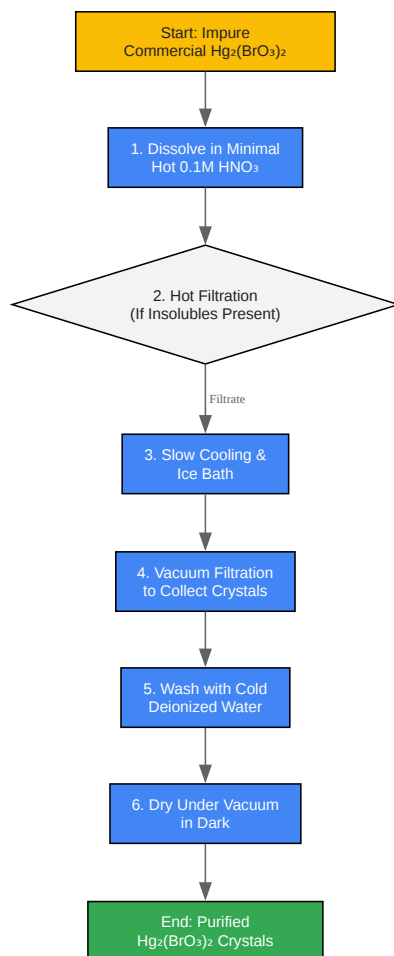 Start: Impure
Commercial Hg₂(BrO₃)₂
1. Dissolve in Minimal
Hot 0.1M HNO₃
2. Hot Filtration
(If Insolubles Present)
Filtrate
3. Slow Cooling &
Ice Bath
4. Vacuum Filtration
to Collect Crystals
5. Wash with Cold
Deionized Water
6. Dry Under Vacuum
in Dark
End: Purified
Hg₂(BrO₃)₂ Crystals